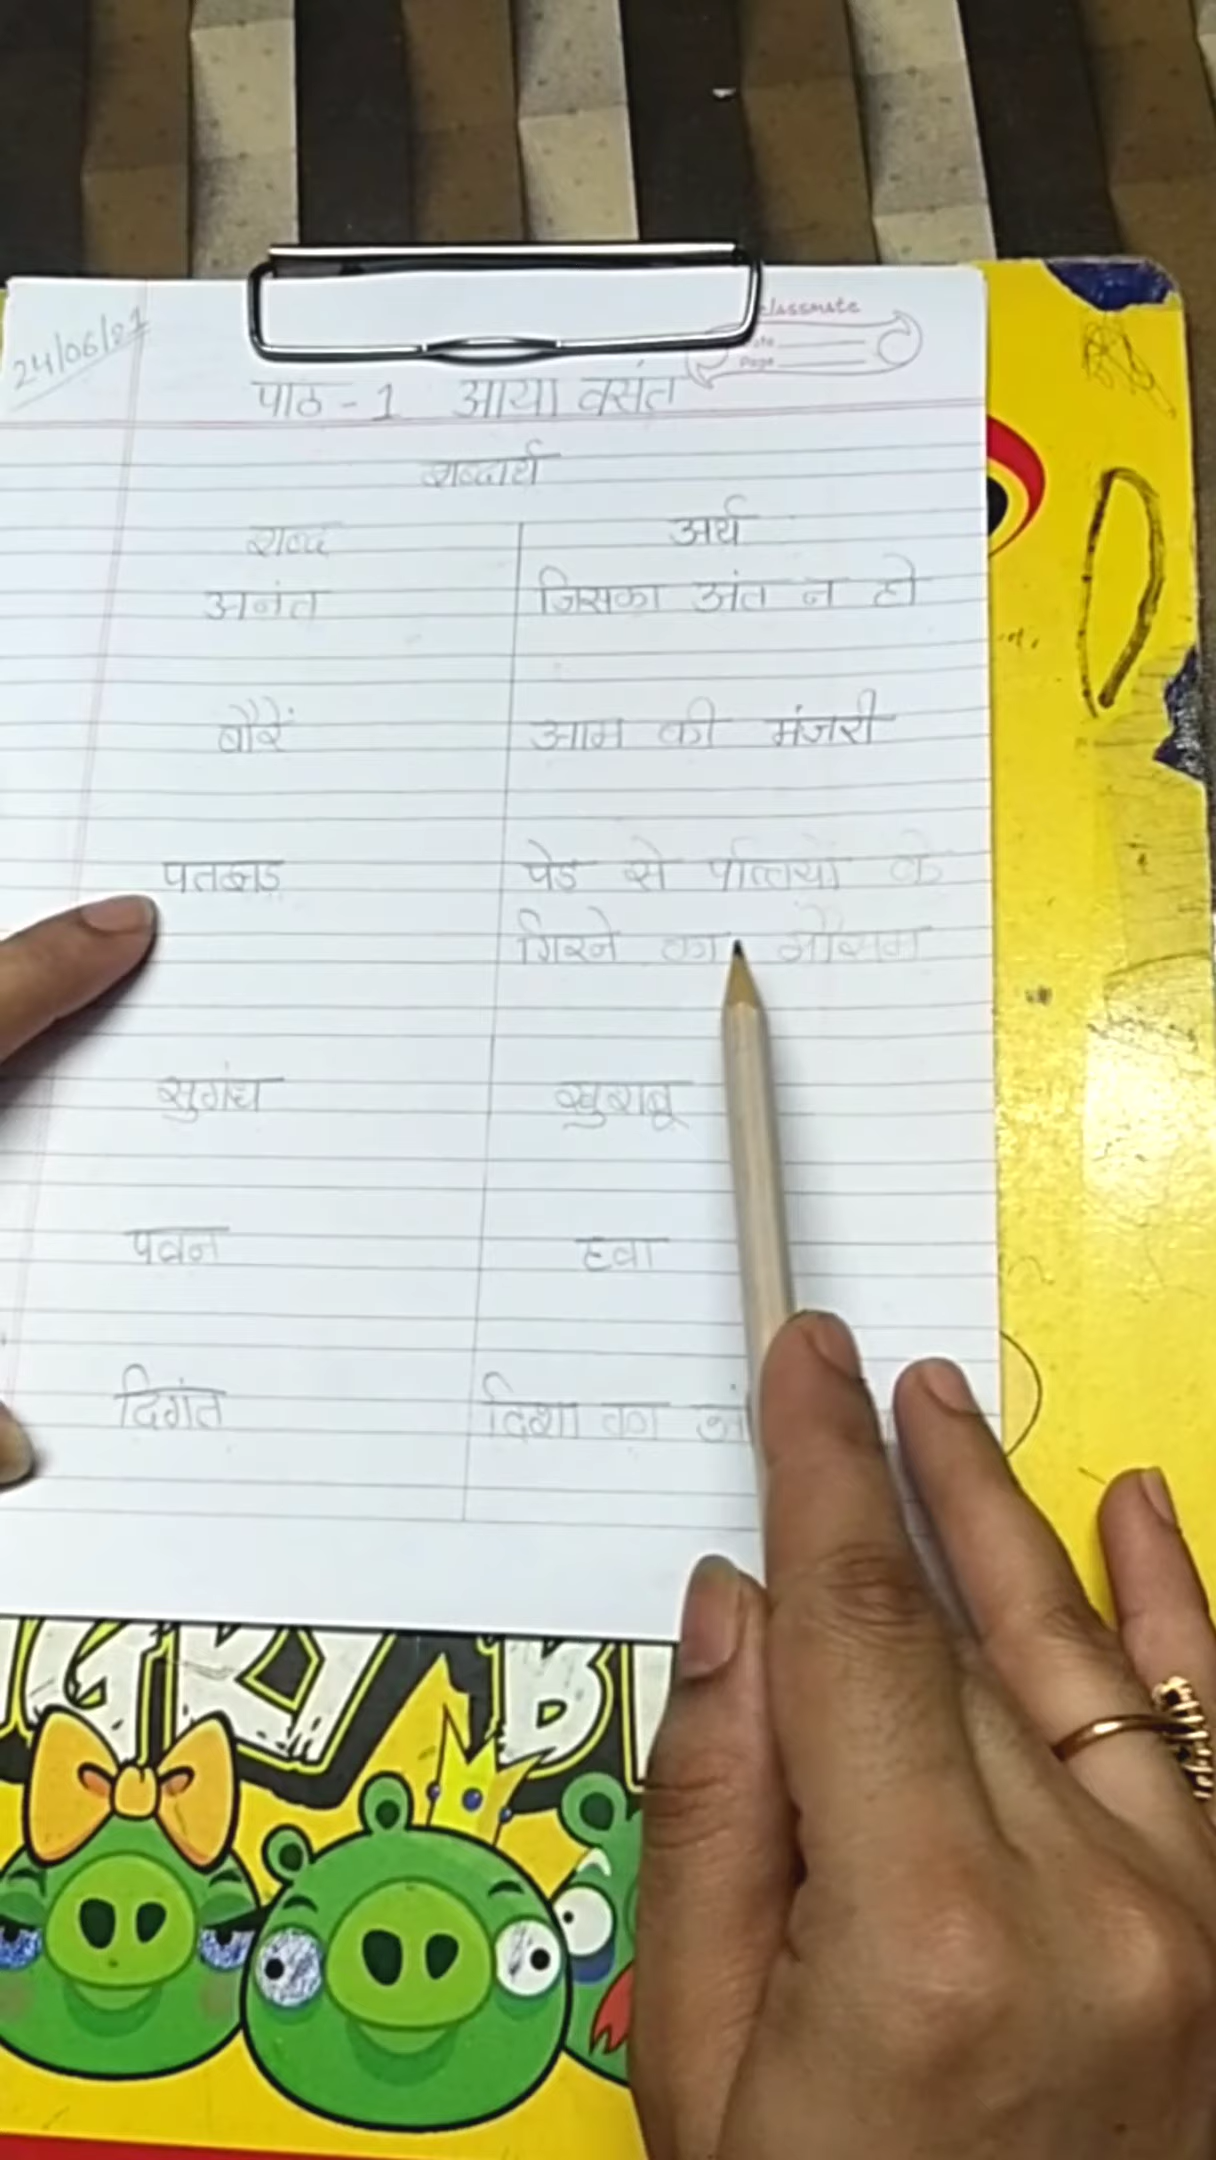 24/06/21
classmate
Page
पाठ - 1 आया वसंत
शब्दार्थ
शब्द अर्थ
अनंत जिसका अंत न हो
बौरें आम की मंजरी
पतझड़ पेड़ से पत्तियों के
गिरने का मौसम
सुगंध खुशबू
पवन हवा
दिगंत दिशा का